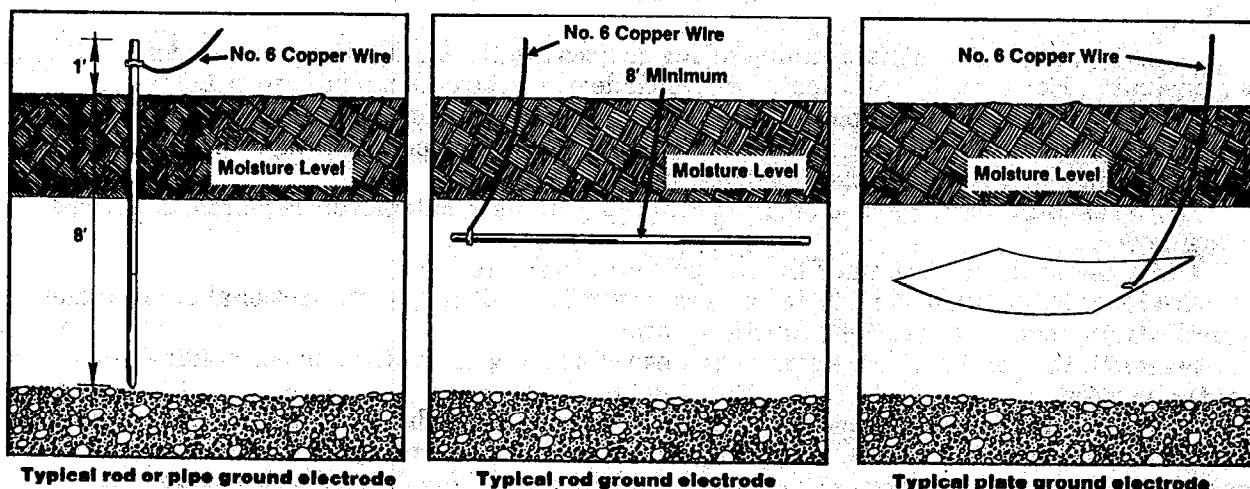 No. 6 Copper Wire
1'
Moisture Level
8'
Typical rod or pipe ground electrode
No. 6 Copper Wire
8' Minimum
Moisture Level
Typical rod ground electrode
No. 6 Copper Wire
Moisture Level
Typical plate ground electrode